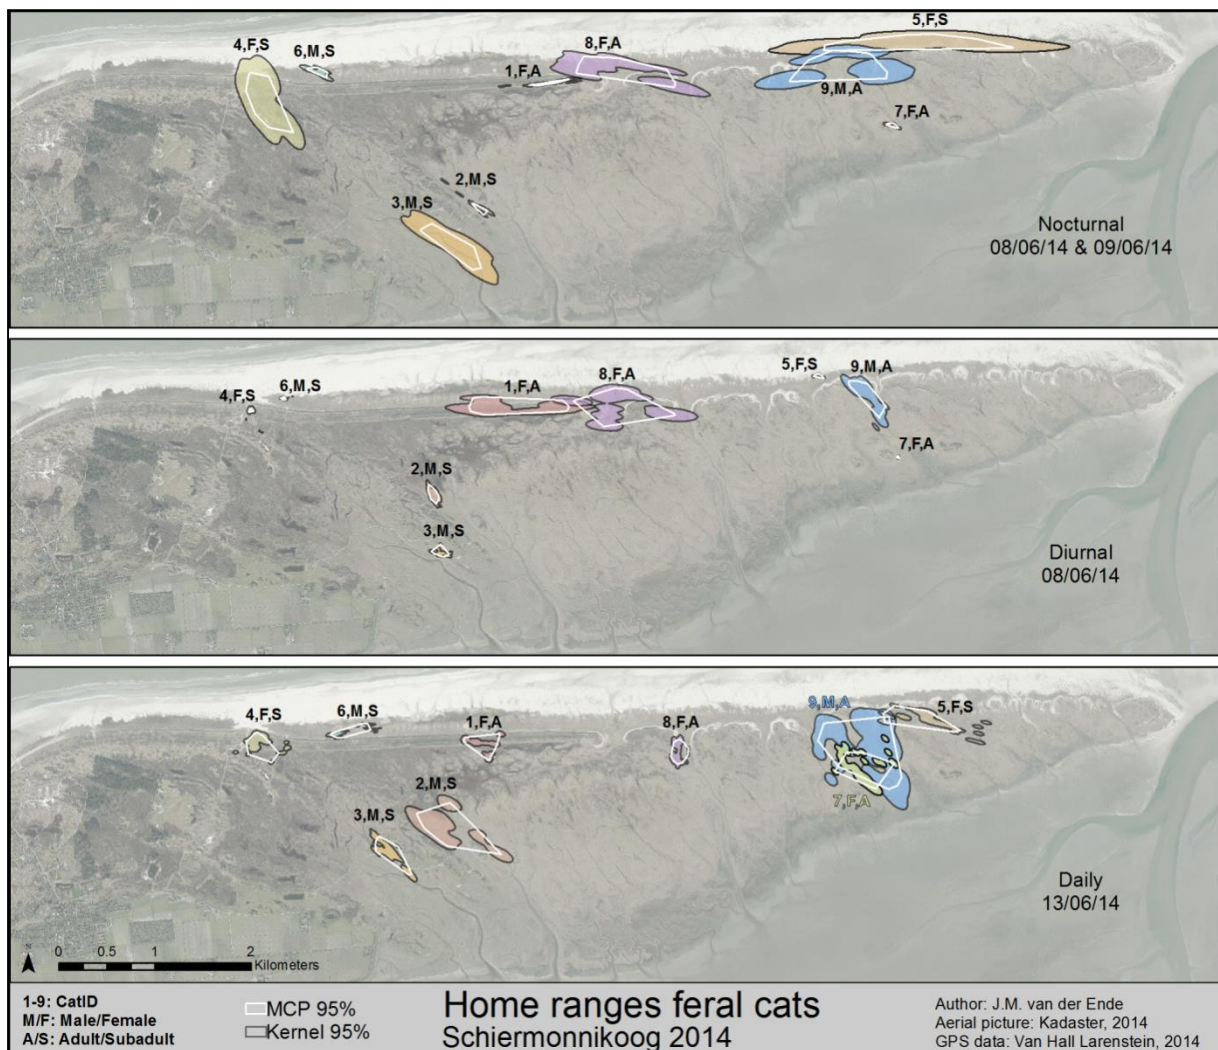 5,F,S
4,F,S
6,M,S
8,F,A
1,F,A
9,M,A
7,F,A
2,M,S
3,M,S
Nocturnal
08/06/14 & 09/06/14
5,F,S
9,M,A
8,F,A
6,M,S
1,F,A
4,F,S
7,F,A
2,M,S
3,M,S
Diurnal
08/06/14
9,M,A
6,M,S
5,F,S
4,F,S
1,F,A
8,F,A
2,M,S
7,F,A
3,M,S
Daily
13/06/14
N
0 0.5 1 2
Kilometers
1-9: CatID
M/F: Male/Female
A/S: Adult/Subadult
MCP 95%
Kernel 95%
Home ranges feral cats
Schiermonnikoog 2014
Author: J.M. van der Ende
Aerial picture: Kadaster, 2014
GPS data: Van Hall Larenstein, 2014